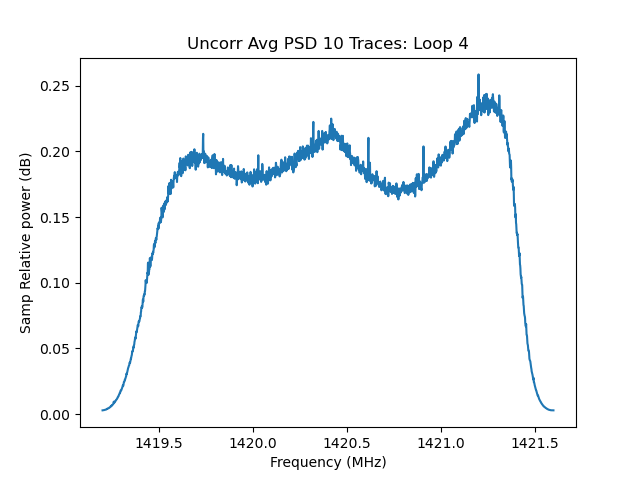 Uncorr Avg PSD 10 Traces: Loop 4
Samp Relative power (dB)
0.25
0.20
0.15
0.10
0.05
0.00
1419.5 1420.0 1420.5 1421.0 1421.5
Frequency (MHz)